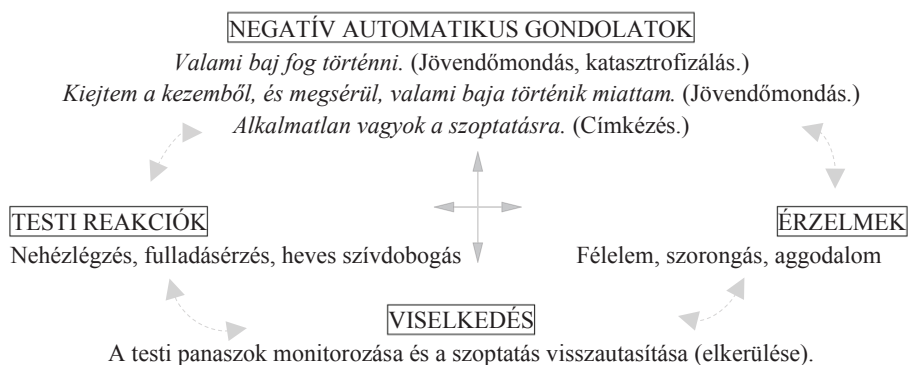 NEGATÍV AUTOMATIKUS GONDOLATOK
Valami baj fog történni. (Jövendőmondás, katasztrofizálás.)
Kiejtem a kezemből, és megsérül, valami baja történik miattam. (Jövendőmondás.)
Alkalmatlan vagyok a szoptatásra. (Címkézés.)
TESTI REAKCIÓK
Nehézlégzés, fulladásérzés, heves szívdobogás
ÉRZELMEK
Félelem, szorongás, aggodalom
VISELKEDÉS
A testi panaszok monitorozása és a szoptatás visszautasítása (elkerülése).